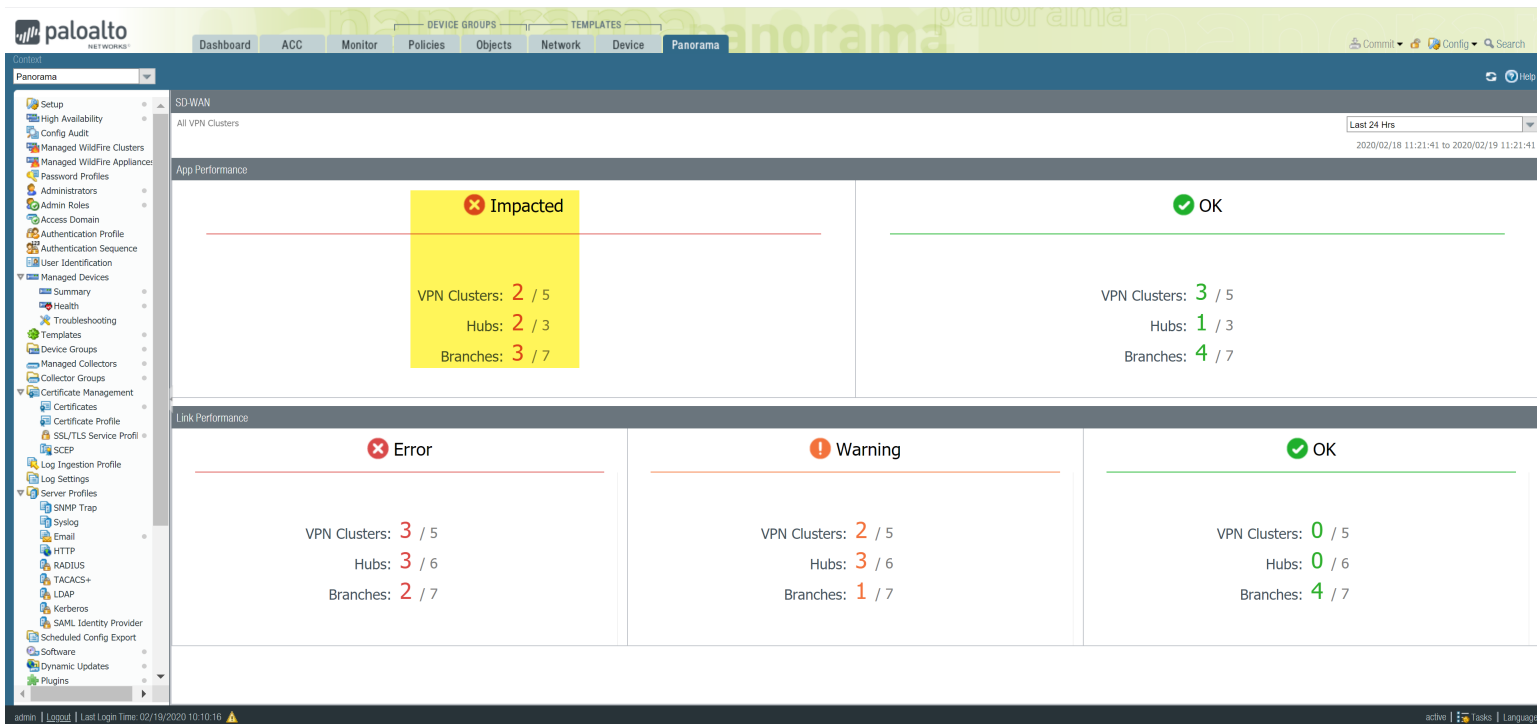 panorama
panorama
panorama
paloalto
NETWORKS®
DEVICE GROUPS
TEMPLATES
Dashboard ACC Monitor Policies Objects Network Device Panorama
Commit Config Search
Context
Panorama
Help
Setup
High Availability
Config Audit
Managed WildFire Clusters
Managed WildFire Appliances
Password Profiles
Administrators
Admin Roles
Access Domain
Authentication Profile
Authentication Sequence
User Identification
Managed Devices
Summary
Health
Troubleshooting
Templates
Device Groups
Managed Collectors
Collector Groups
Certificate Management
Certificates
Certificate Profile
SSL/TLS Service Profil
SCEP
Log Ingestion Profile
Log Settings
Server Profiles
SNMP Trap
Syslog
Email
HTTP
RADIUS
TACACS+
LDAP
Kerberos
SAML Identity Provider
Scheduled Config Export
Software
Dynamic Updates
Plugins
SD-WAN
All VPN Clusters
Last 24 Hrs
2020/02/18 11:21:41 to 2020/02/19 11:21:41
App Performance
Impacted
VPN Clusters: 2 / 5
Hubs: 2 / 3
Branches: 3 / 7
OK
VPN Clusters: 3 / 5
Hubs: 1 / 3
Branches: 4 / 7
Link Performance
Error
VPN Clusters: 3 / 5
Hubs: 3 / 6
Branches: 2 / 7
Warning
VPN Clusters: 2 / 5
Hubs: 3 / 6
Branches: 1 / 7
OK
VPN Clusters: 0 / 5
Hubs: 0 / 6
Branches: 4 / 7
admin | Logout | Last Login Time: 02/19/2020 10:10:16
active | Tasks | Language